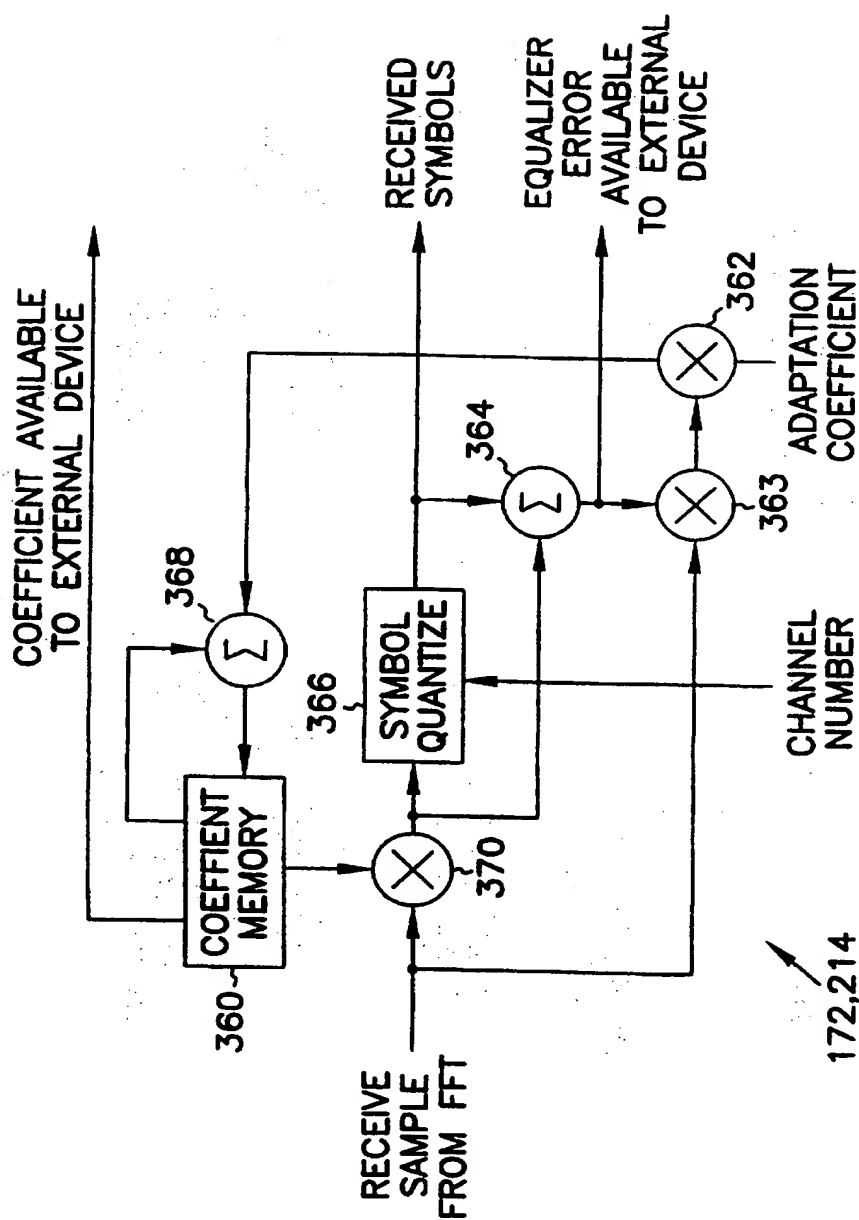 COEFFICIENT AVAILABLE
TO EXTERNAL DEVICE
368
Σ
COEFFIENT
MEMORY
360
RECEIVED
SYMBOLS
366
SYMBOL
QUANTIZE
364
Σ
EQUALIZER
ERROR
AVAILABLE
TO EXTERNAL
DEVICE
370
RECEIVE
SAMPLE
FROM FFT
362
363
CHANNEL
NUMBER
ADAPTATION
COEFFICIENT
172,214